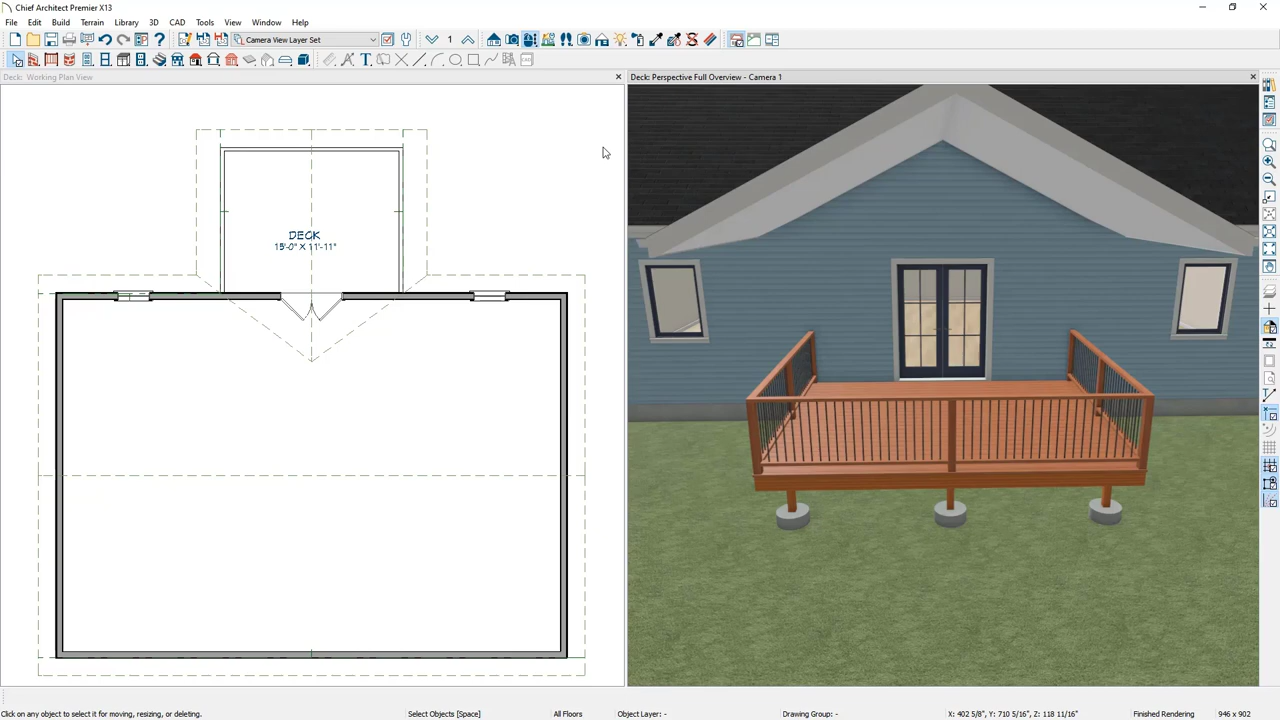 Chief Architect Premier X13
File Edit Build Terrain Library 3D CAD Tools View Window Help
Camera View Layer Set 1
Deck: Working Plan View
Deck: Perspective Full Overview - Camera 1
DECK
15'-0" X 11'-11"
Click on any object to select it for moving, resizing, or deleting. Select Objects [Space] All Floors Object Layer: - Drawing Group: - X: 402 5/8", Y: 710 5/16", Z: 118 11/16" Finished Rendering 946 x 902